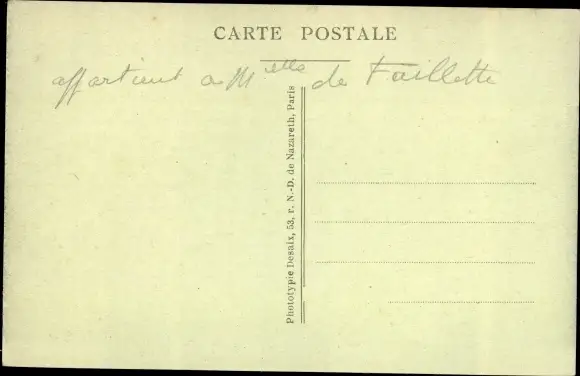 CARTE POSTALE
appartient a Melle de Faillette
Phototypie Desaix, 53, r. N.-D. de Nazareth, Paris